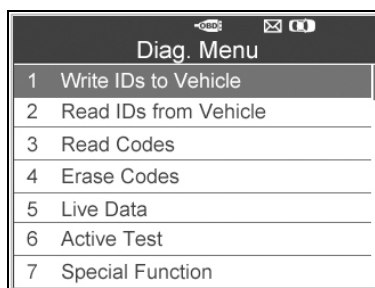 OBD
Diag. Menu
1 Write IDs to Vehicle
2 Read IDs from Vehicle
3 Read Codes
4 Erase Codes
5 Live Data
6 Active Test
7 Special Function